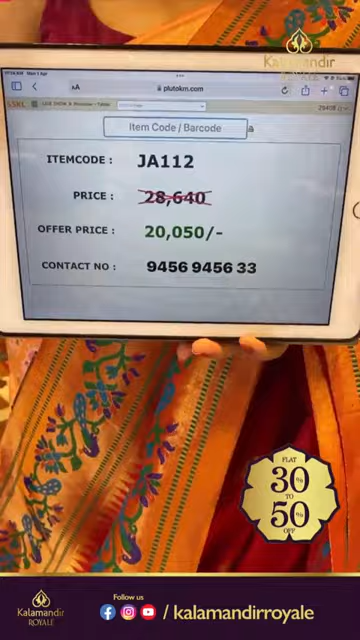 Kalamandir
ROYALE
plutokm.com
Item Code / Barcode
ITEMCODE : JA112
PRICE : 28,640
OFFER PRICE : 20,050/-
CONTACT NO : 9456 9456 33
FLAT
30%
TO
50%
OFF
Kalamandir
ROYALE
Follow us
/ kalamandirroyale